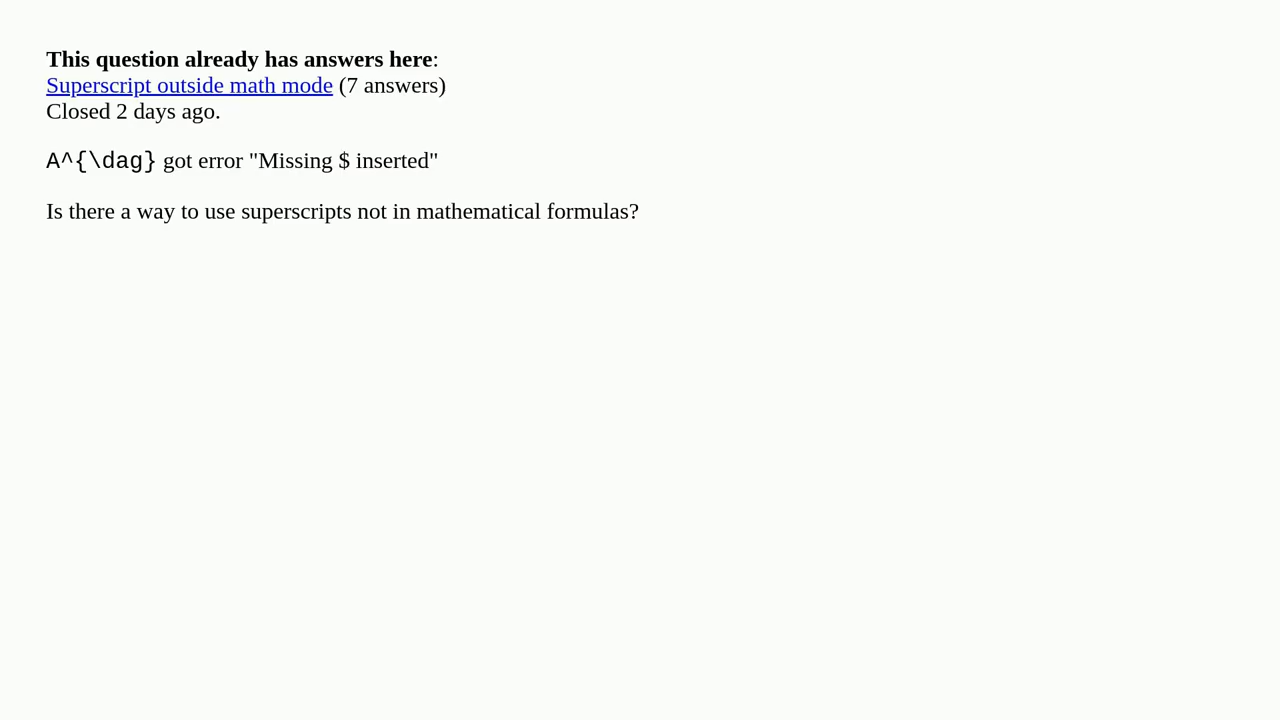 This question already has answers here:
Superscript outside math mode (7 answers)
Closed 2 days ago.
A^{\dag} got error "Missing $ inserted"
Is there a way to use superscripts not in mathematical formulas?